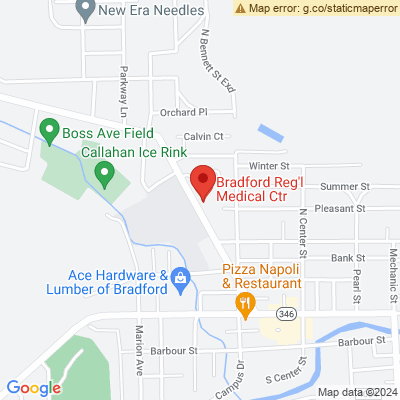 Map error: g.co/staticmaperror
New Era Needles
N Bennett St Exd
Parkway Ln
Orchard Pl
Boss Ave Field
Calvin Ct
Callahan Ice Rink
Winter St
Bradford Reg'l
Medical Ctr
Summer St
Pleasant St
N Center St
Mechanic St
Bank St
Pearl St
Ace Hardware &
Lumber of Bradford
Pizza Napoli
& Restaurant
346
Marion Ave
Barbour St
Barbour St
Campus Dr
S Center St
Google
Map data ©2024